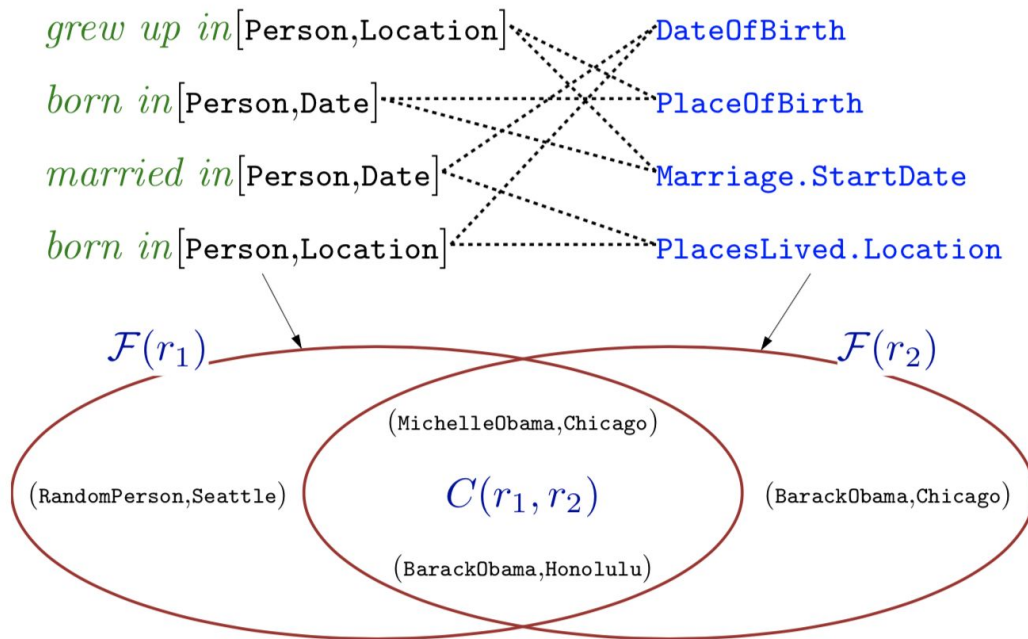 grew up in[Person,Location] DateOfBirth
born in[Person,Date] PlaceOfBirth
married in[Person,Date] Marriage.StartDate
born in[Person,Location] PlacesLived.Location
F(r₁) F(r₂)
(MichelleObama,Chicago)
(RandomPerson,Seattle) C(r₁, r₂) (BarackObama,Chicago)
(BarackObama,Honolulu)